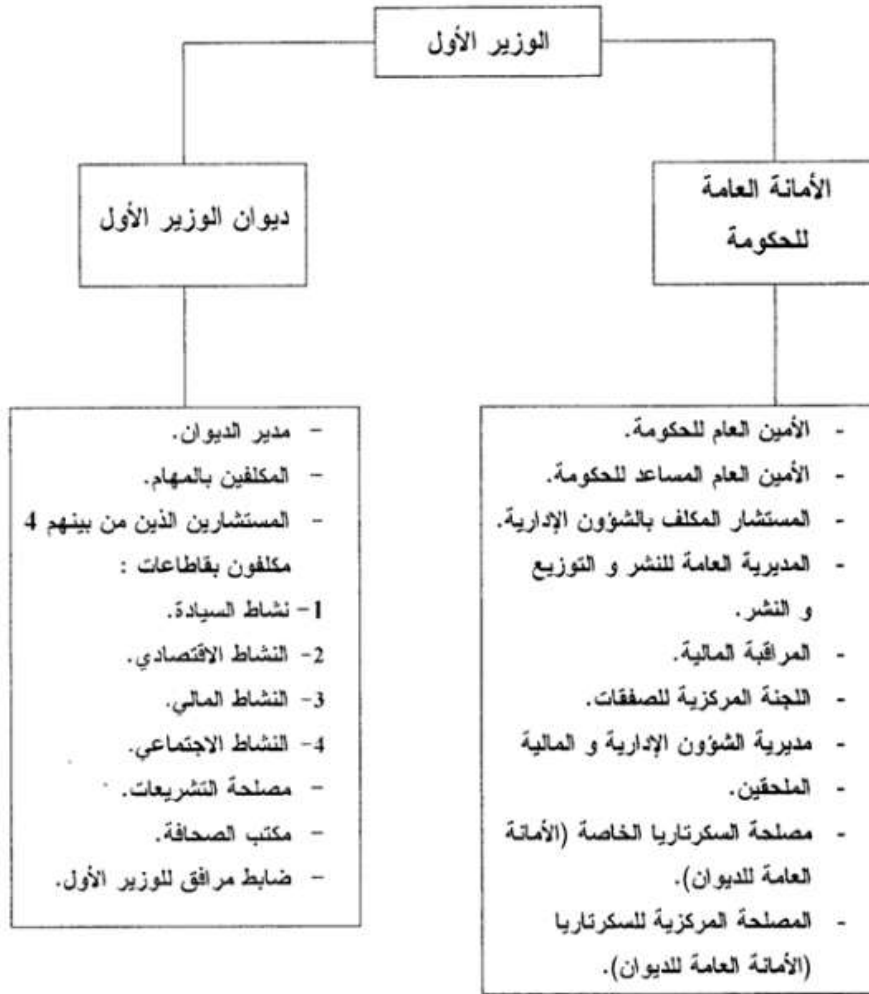 الوزير الأول
الأمانة العامة
للحكومة
ديوان الوزير الأول
- الأمين العام للحكومة.
- الأمين العام المساعد للحكومة.
- المستشار المكلف بالشؤون الإدارية.
- المديرية العامة للنشر و التوزيع
و النشر.
- المراقبة المالية.
- اللجنة المركزية للصفقات.
- مديرية الشؤون الإدارية و المالية
- الملحقين.
- مصلحة السكرتاريا الخاصة (الأمانة
العامة للديوان).
- المصلحة المركزية للسكرتاريا
(الأمانة العامة للديوان).
- مدير الديوان.
- المكلفين بالمهام.
- المستشارين الذين من بينهم 4
مكلفون بقاطاعات :
1- نشاط السيادة.
2- النشاط الاقتصادي.
3- النشاط المالي.
4- النشاط الاجتماعي.
- مصلحة التشريعات.
- مكتب الصحافة.
- ضابط مرافق للوزير الأول.